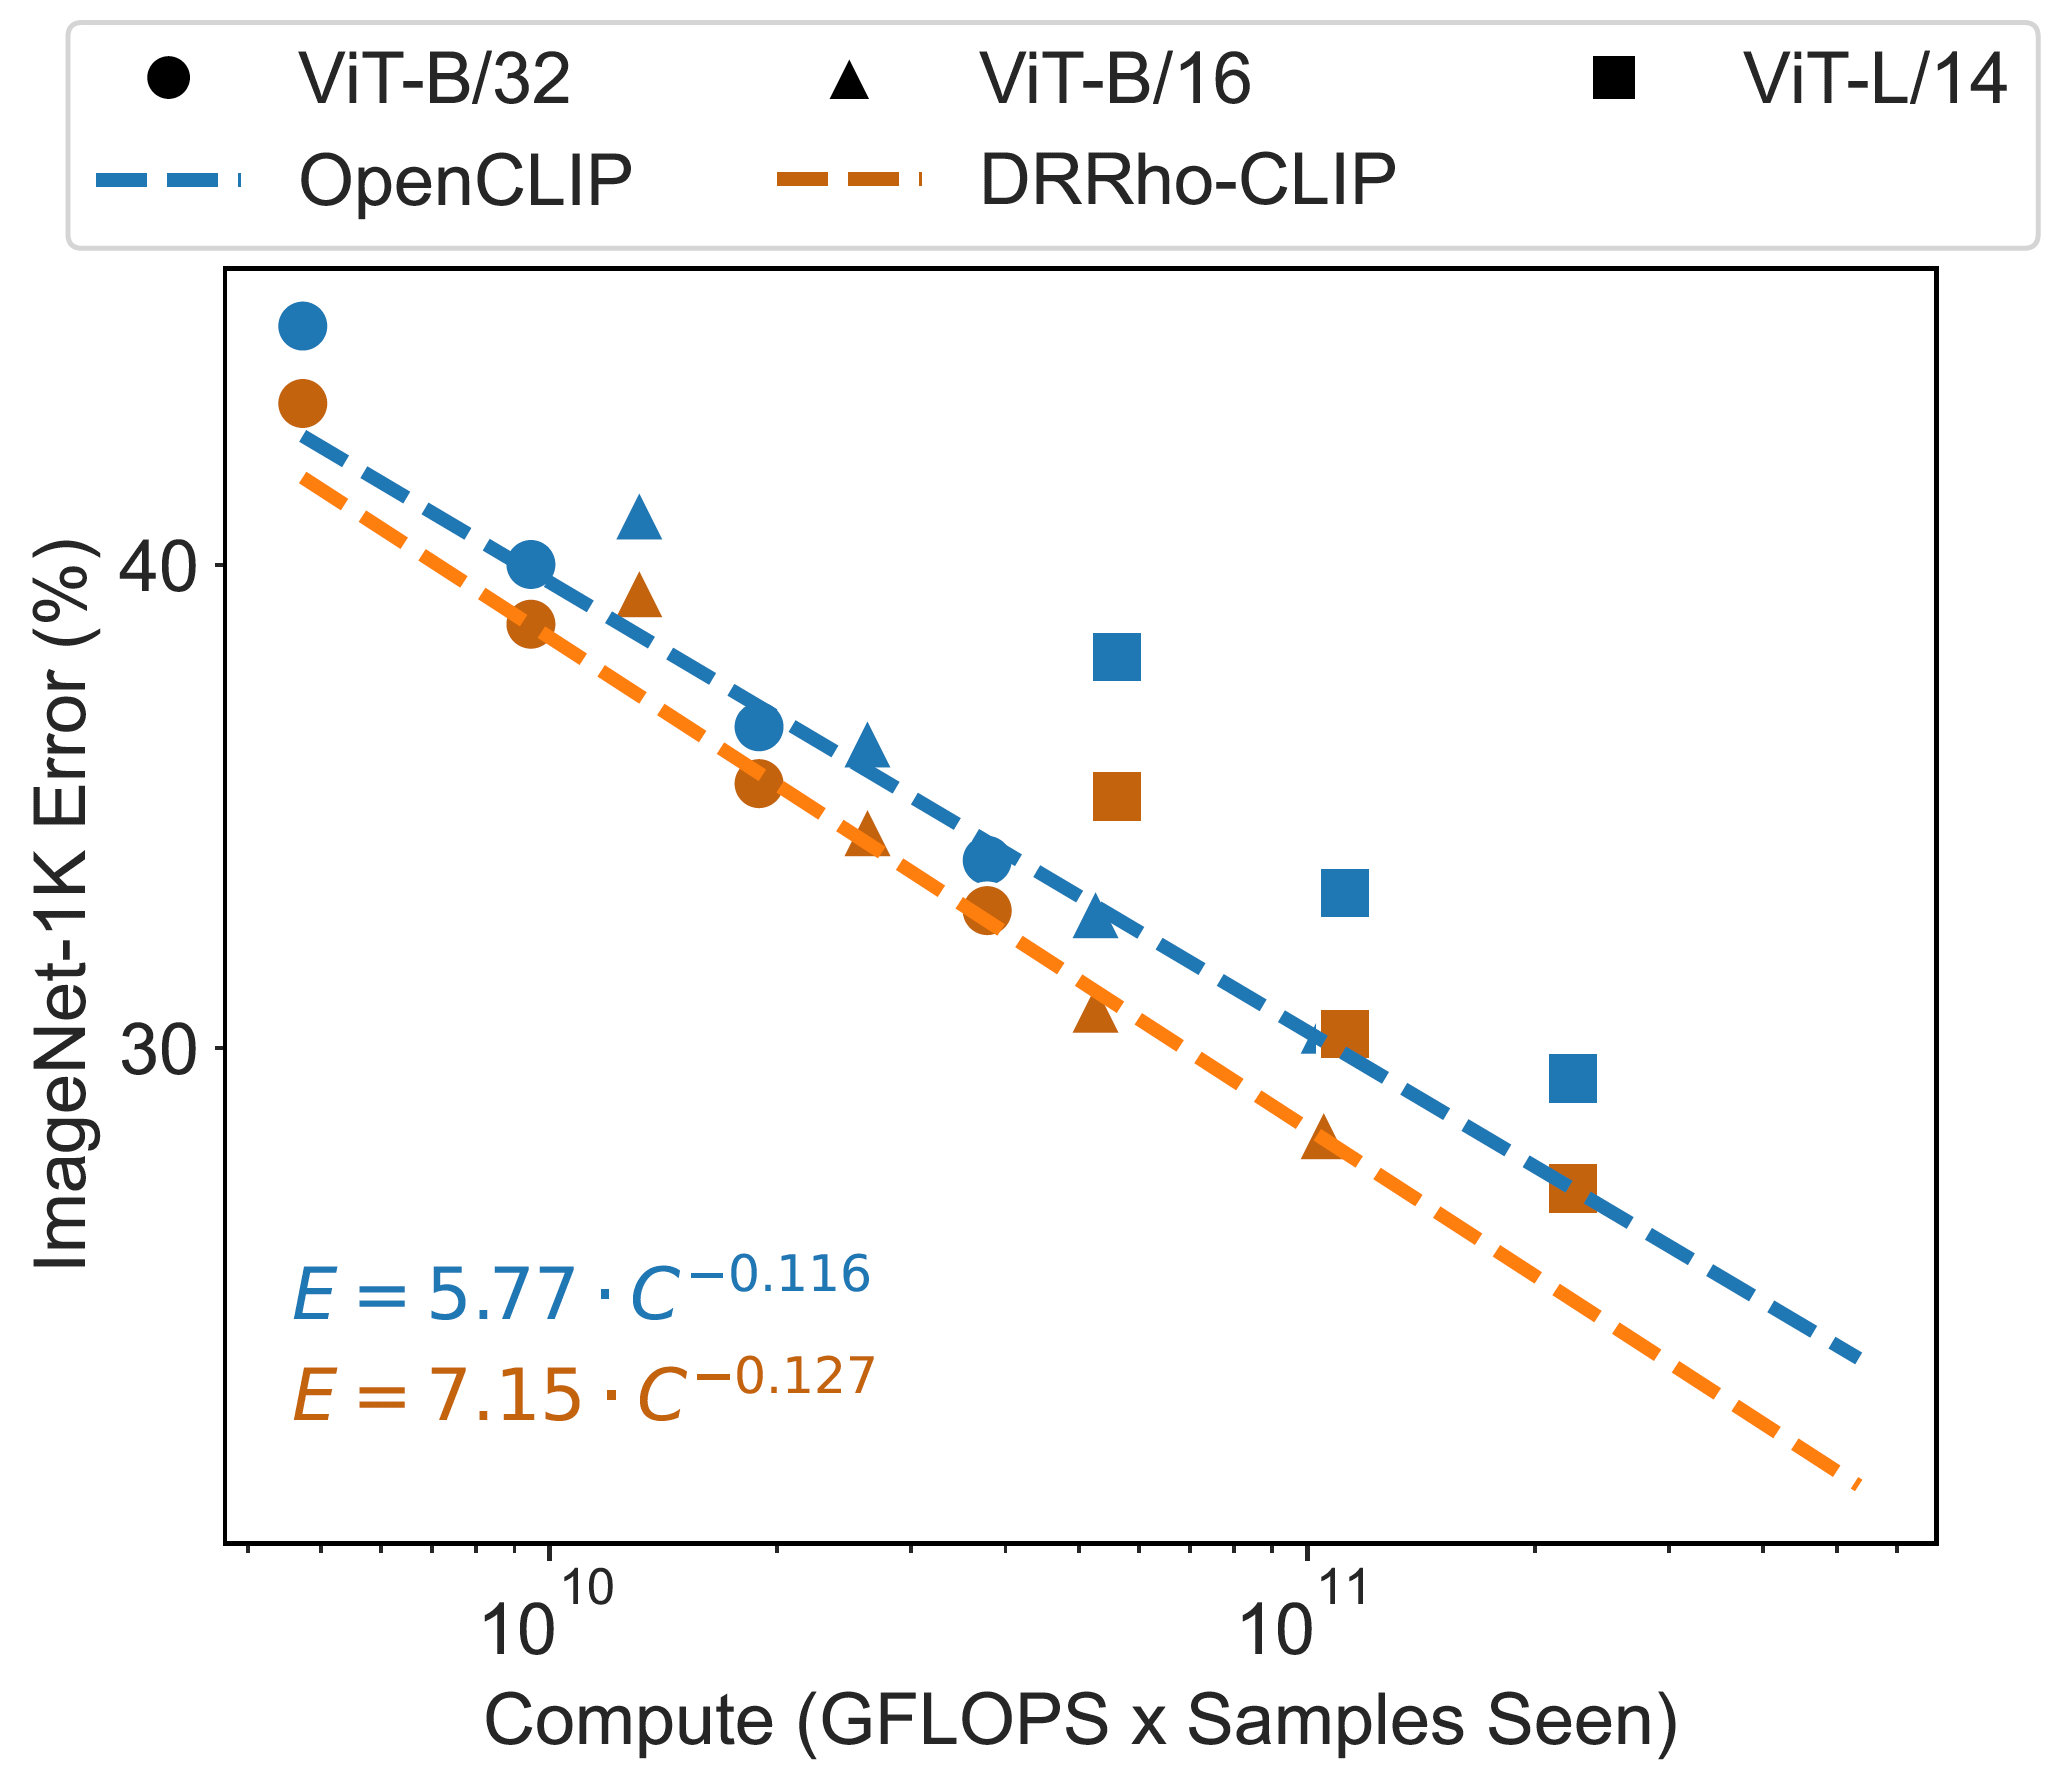 ViT-B/32 ViT-B/16 ViT-L/14
OpenCLIP DRRho-CLIP
ImageNet-1K Error (%)
40
30
E = 5.77 · C^−0.116
E = 7.15 · C^−0.127
10^10 10^11
Compute (GFLOPS x Samples Seen)